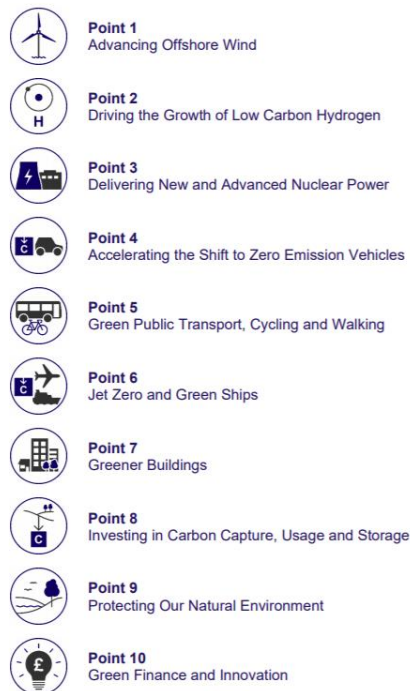 Point 1
Advancing Offshore Wind
H
Point 2
Driving the Growth of Low Carbon Hydrogen
Point 3
Delivering New and Advanced Nuclear Power
C
Point 4
Accelerating the Shift to Zero Emission Vehicles
Point 5
Green Public Transport, Cycling and Walking
C
Point 6
Jet Zero and Green Ships
Point 7
Greener Buildings
C
Point 8
Investing in Carbon Capture, Usage and Storage
Point 9
Protecting Our Natural Environment
£
Point 10
Green Finance and Innovation